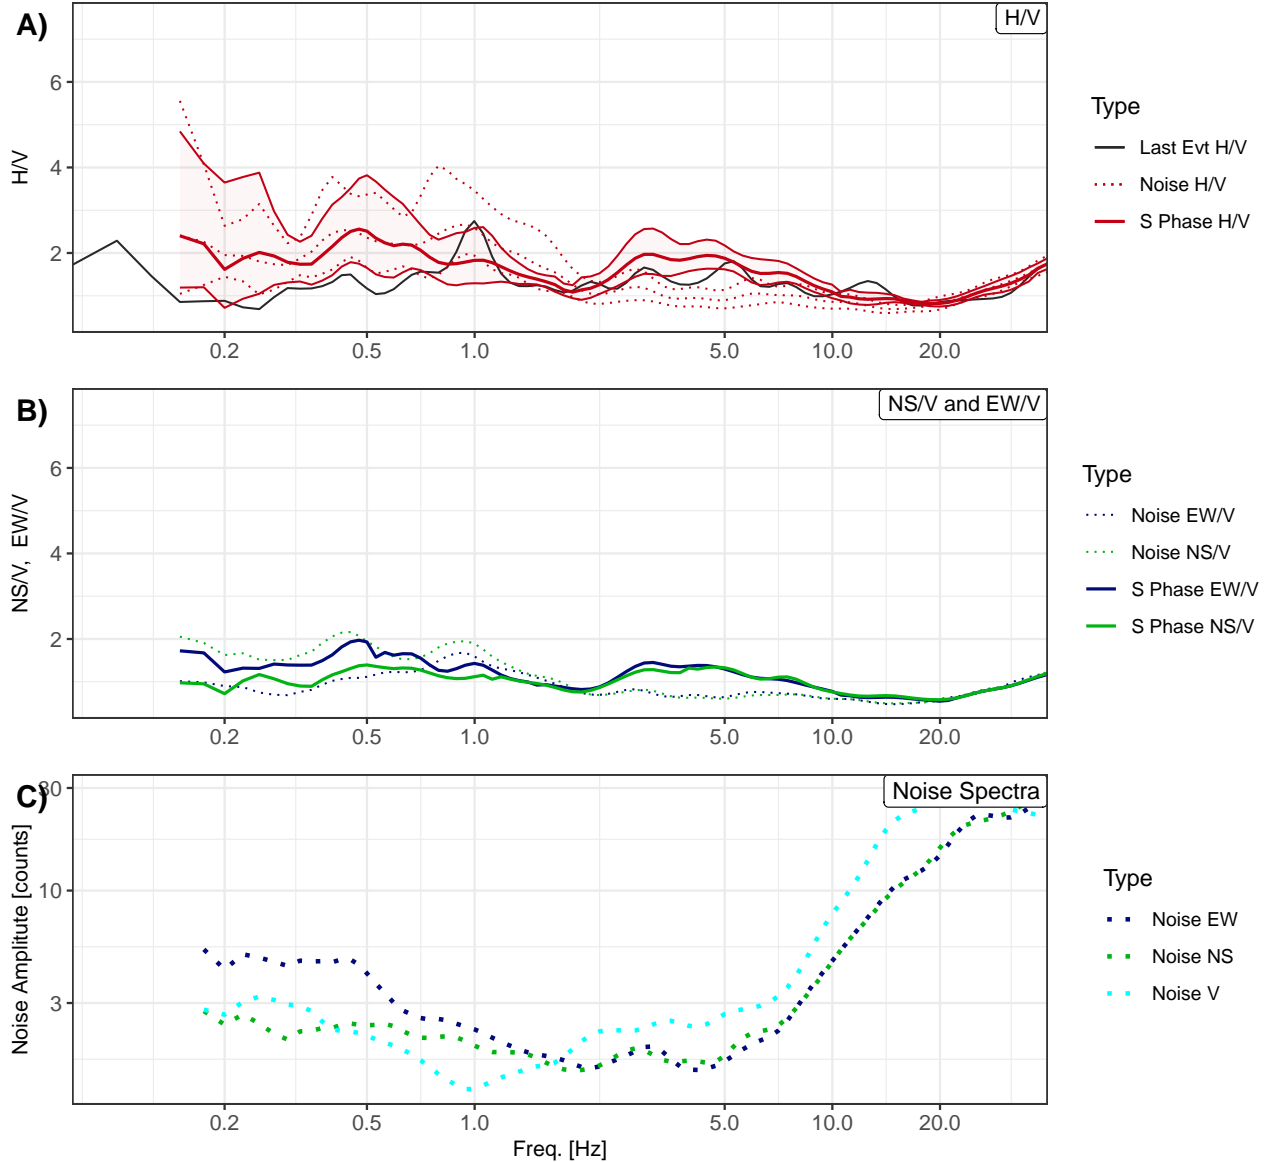 A)
H/V
6
4
2
H/V
0.2 0.5 1.0 5.0 10.0 20.0
Type
Last Evt H/V
Noise H/V
S Phase H/V
B)
NS/V and EW/V
6
4
2
NS/V, EW/V
0.2 0.5 1.0 5.0 10.0 20.0
Type
Noise EW/V
Noise NS/V
S Phase EW/V
S Phase NS/V
C)
Noise Spectra
30
10
3
Noise Amplitute [counts]
0.2 0.5 1.0 5.0 10.0 20.0
Freq. [Hz]
Type
Noise EW
Noise NS
Noise V